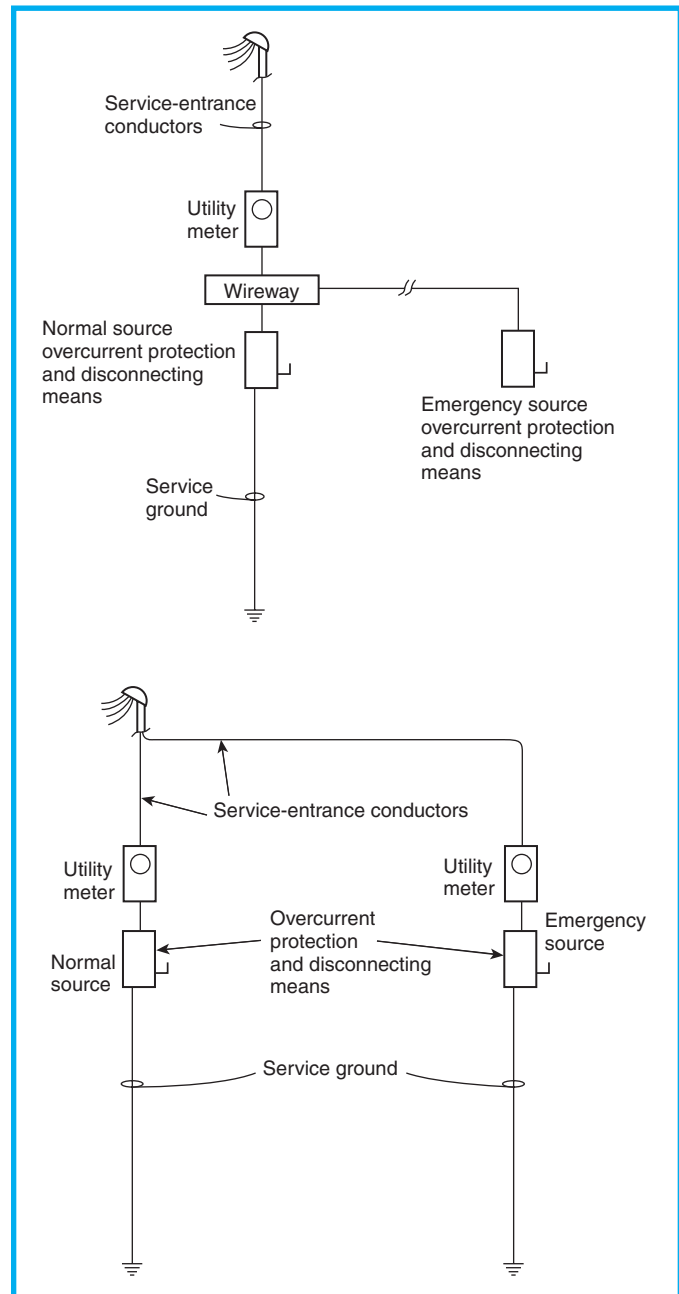 Service-entrance
conductors
Utility
meter
Wireway
Normal source
overcurrent protection
and disconnecting
means
Emergency source
overcurrent protection
and disconnecting
means
Service
ground
Service-entrance conductors
Utility
meter
Utility
meter
Overcurrent
protection
and disconnecting
means
Emergency
source
Normal
source
Service ground